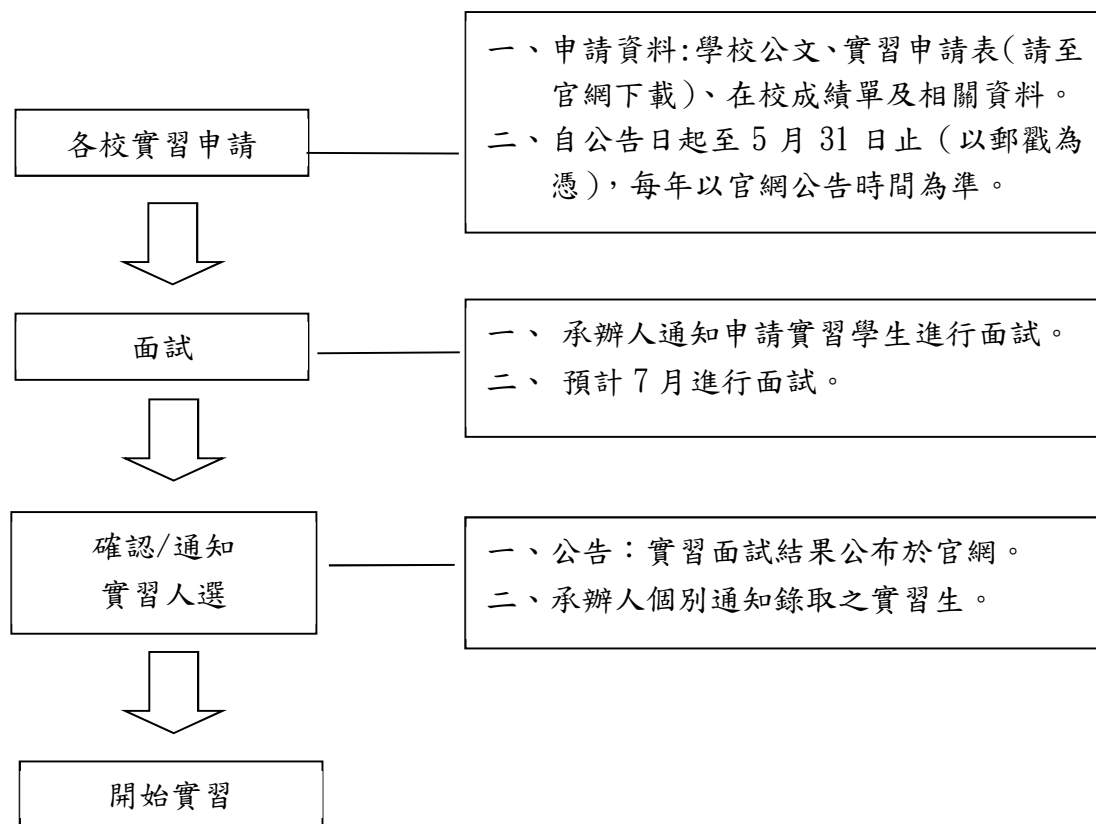 各校實習申請
一、申請資料:學校公文、實習申請表(請至
官網下載)、在校成績單及相關資料。
二、自公告日起至 5 月 31 日止 (以郵戳為
憑),每年以官網公告時間為準。
面試
一、 承辦人通知申請實習學生進行面試。
二、 預計 7 月進行面試。
確認/通知
實習人選
一、公告：實習面試結果公布於官網。
二、承辦人個別通知錄取之實習生。
開始實習